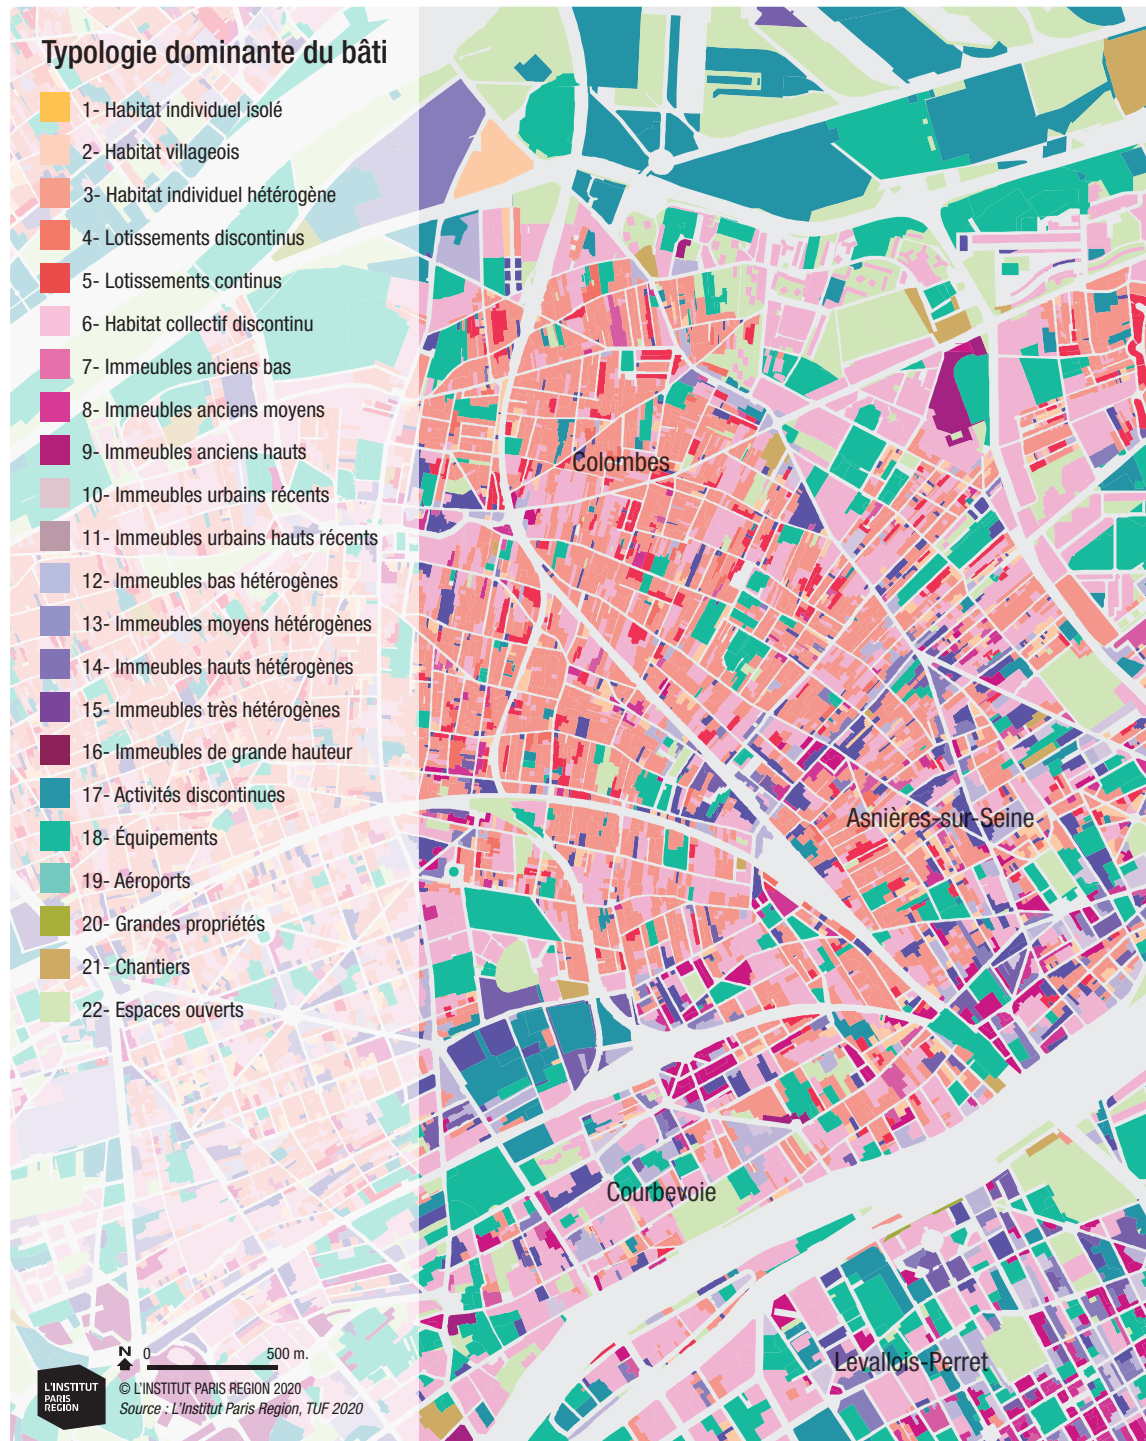 Typologie dominante du bâti
1- Habitat individuel isolé
2- Habitat villageois
3- Habitat individuel hétérogène
4- Lotissements discontinus
5- Lotissements continus
6- Habitat collectif discontinu
7- Immeubles anciens bas
8- Immeubles anciens moyens
9- Immeubles anciens hauts
10- Immeubles urbains récents
11- Immeubles urbains hauts récents
12- Immeubles bas hétérogènes
13- Immeubles moyens hétérogènes
14- Immeubles hauts hétérogènes
15- Immeubles très hétérogènes
16- Immeubles de grande hauteur
17- Activités discontinues
18- Équipements
19- Aéroports
20- Grandes propriétés
21- Chantiers
22- Espaces ouverts
Colombes
Asnières-sur-Seine
Courbevoie
Levallois-Perret
N 0 500 m.
L'INSTITUT
PARIS
REGION
© L'INSTITUT PARIS REGION 2020
Source : L'Institut Paris Region, TUF 2020